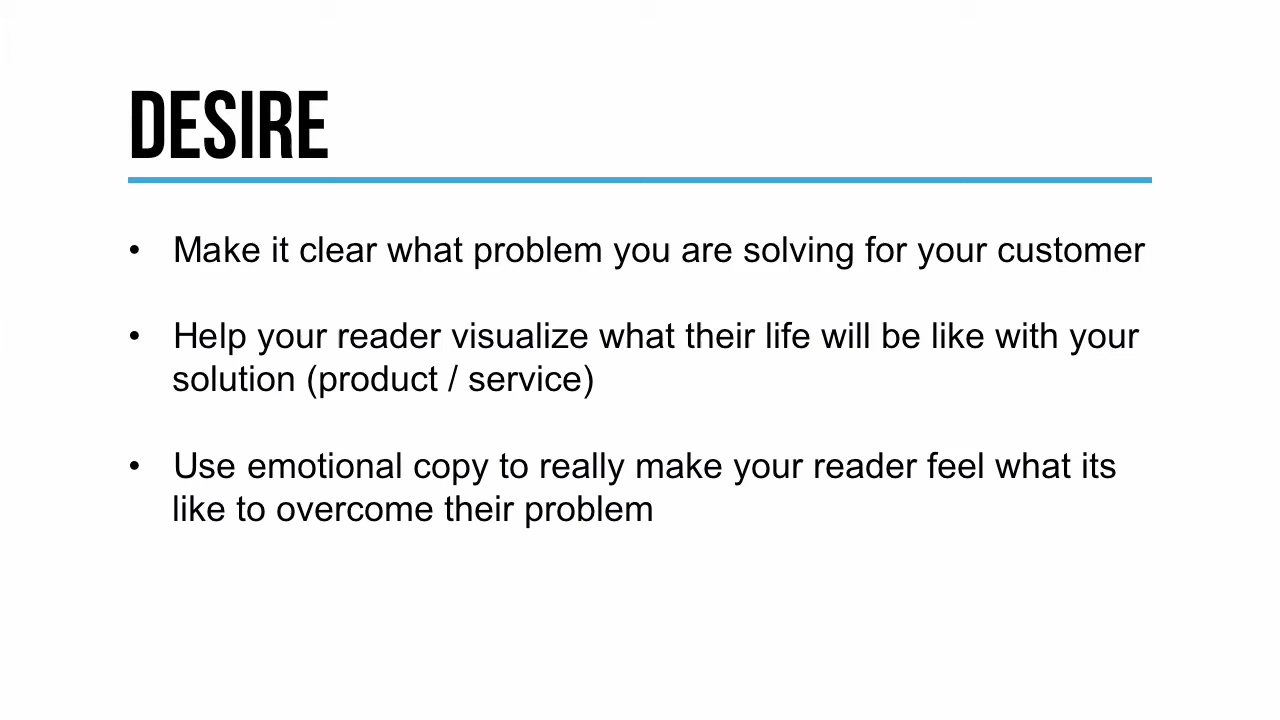 DESIRE
• Make it clear what problem you are solving for your customer
• Help your reader visualize what their life will be like with your
solution (product / service)
• Use emotional copy to really make your reader feel what its
like to overcome their problem